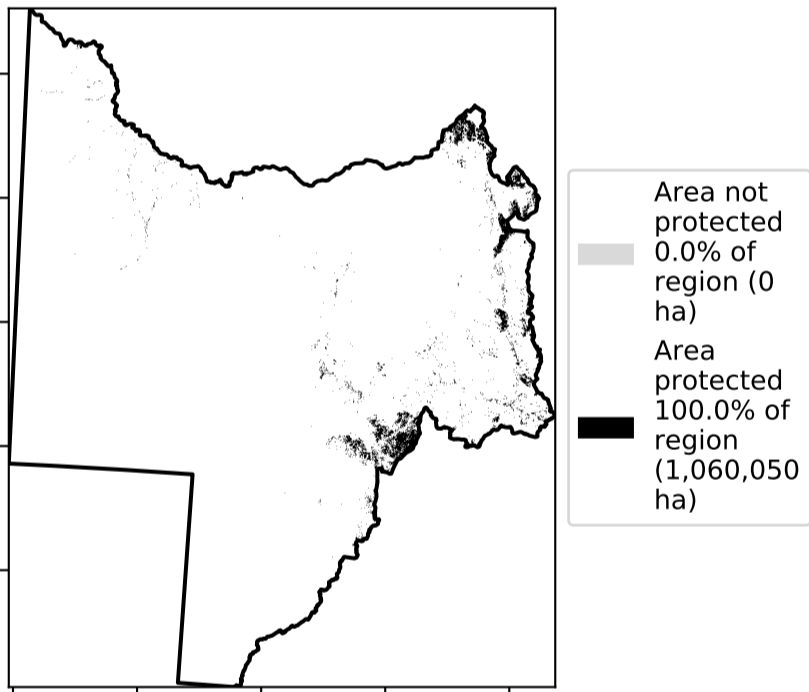 Area not
protected
0.0% of
region (0
ha)
Area
protected
100.0% of
region
(1,060,050
ha)